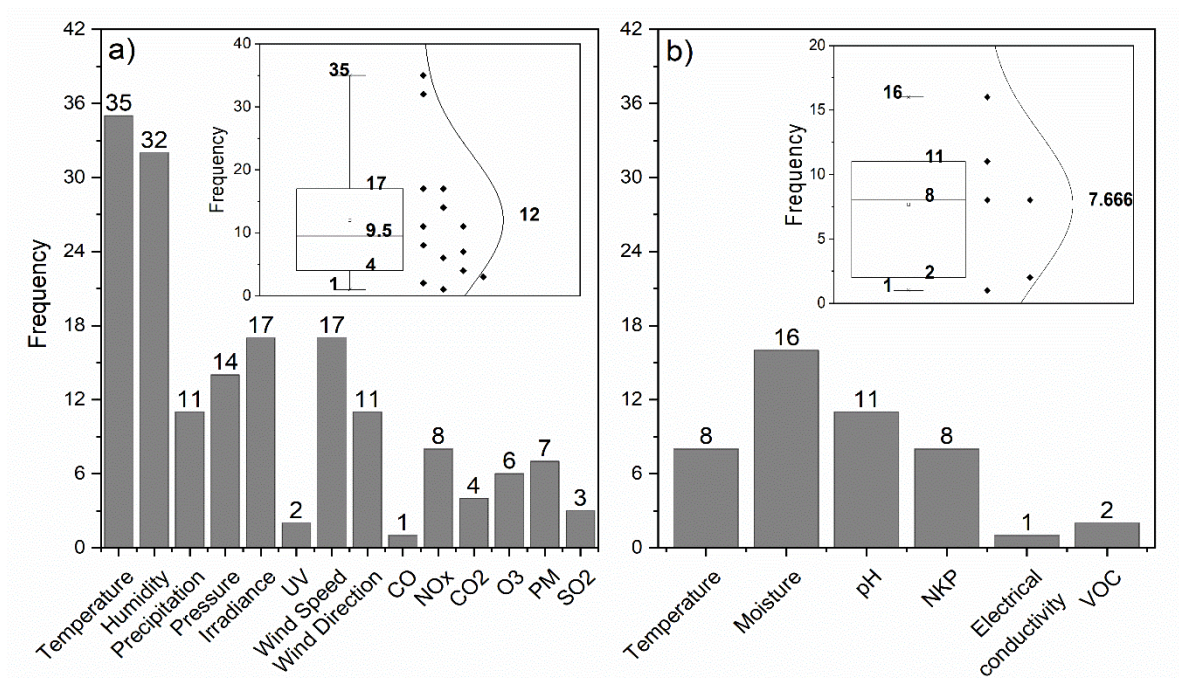 a)
Frequency
42
36
30
24
18
12
6
0
35
32
11
14
17
2
17
11
1
8
4
6
7
3
Temperature
Humidity
Precipitation
Pressure
Irradiance
UV
Wind Speed
Wind Direction
CO
NOx
CO2
O3
PM
SO2
Frequency
40
30
20
10
0
35
17
9.5
4
1
12
b)
42
36
30
24
18
12
6
0
8
16
11
8
1
2
Temperature
Moisture
pH
NKP
Electrical
conductivity
VOC
Frequency
20
15
10
5
0
16
11
8
2
1
7.666